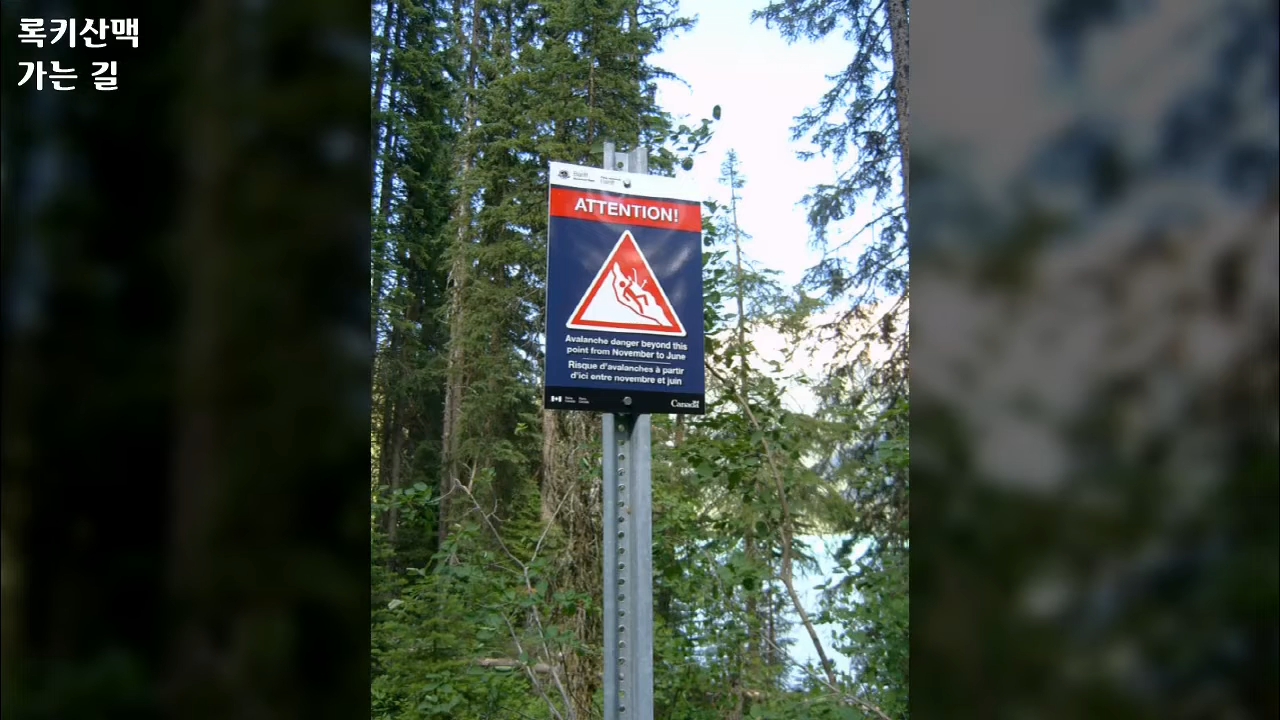 록키산맥
가는 길
ATTENTION!
Avalanche danger beyond this
point from November to June
Risque d'avalanches à partir
d'ici entre novembre et juin
Canada